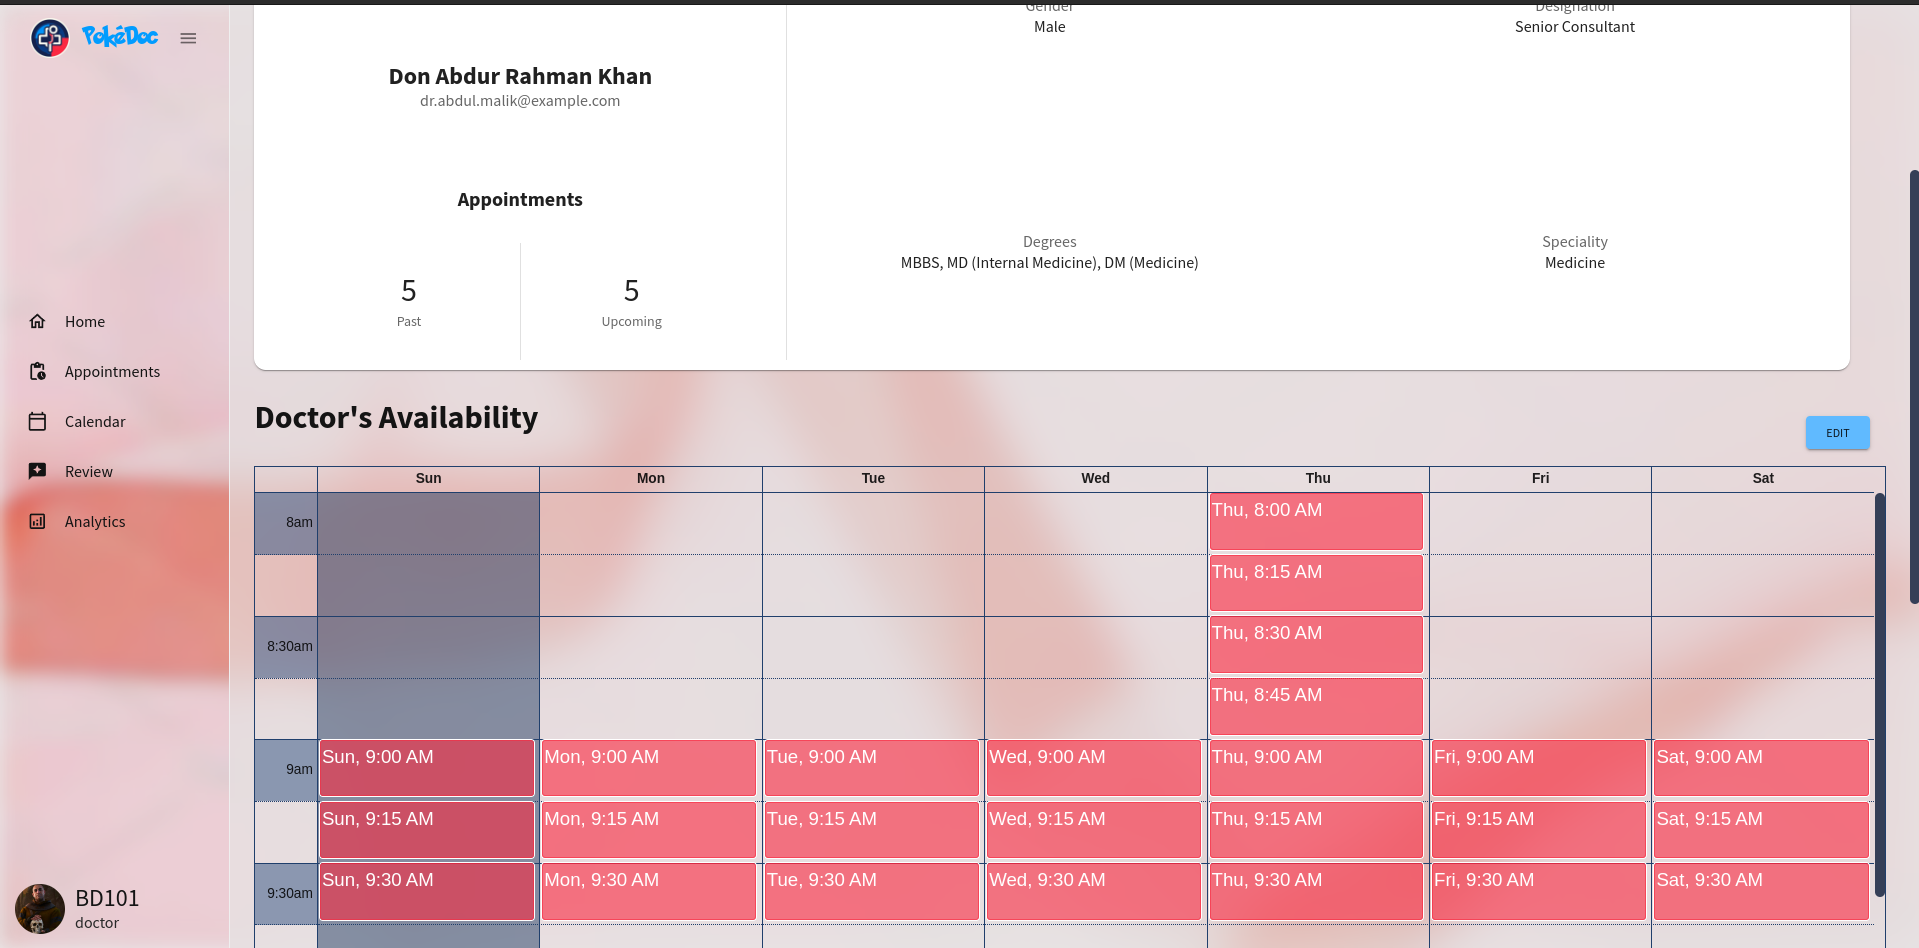 PokéDoc
Home
Appointments
Calendar
Review
Analytics
BD101
doctor
Don Abdur Rahman Khan
dr.abdul.malik@example.com
Appointments
5
Past
5
Upcoming
Gender
Male
Designation
Senior Consultant
Degrees
MBBS, MD (Internal Medicine), DM (Medicine)
Speciality
Medicine
Doctor's Availability
EDIT
Sun Mon Tue Wed Thu Fri Sat
8am Thu, 8:00 AM
Thu, 8:15 AM
8:30am Thu, 8:30 AM
Thu, 8:45 AM
9am Sun, 9:00 AM Mon, 9:00 AM Tue, 9:00 AM Wed, 9:00 AM Thu, 9:00 AM Fri, 9:00 AM Sat, 9:00 AM
Sun, 9:15 AM Mon, 9:15 AM Tue, 9:15 AM Wed, 9:15 AM Thu, 9:15 AM Fri, 9:15 AM Sat, 9:15 AM
9:30am Sun, 9:30 AM Mon, 9:30 AM Tue, 9:30 AM Wed, 9:30 AM Thu, 9:30 AM Fri, 9:30 AM Sat, 9:30 AM